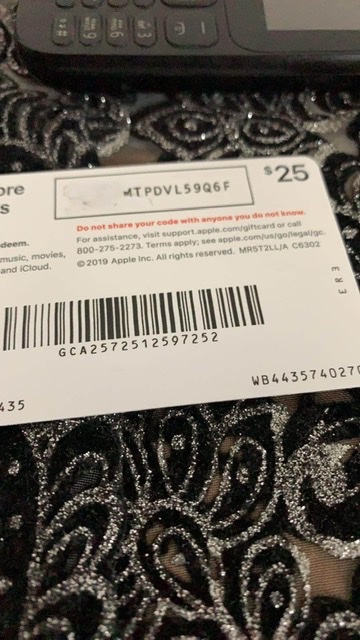 MTPDVL59Q6F
$25
Do not share your code with anyone you do not know.
For assistance, visit support.apple.com/giftcard or call
800-275-2273. Terms apply; see apple.com/us/go/legal/gc.
©2019 Apple Inc. All rights reserved. MR5T2LL/A C6302
music, movies,
and iCloud.
ER3
GCA2572512597252
435
WB443574027